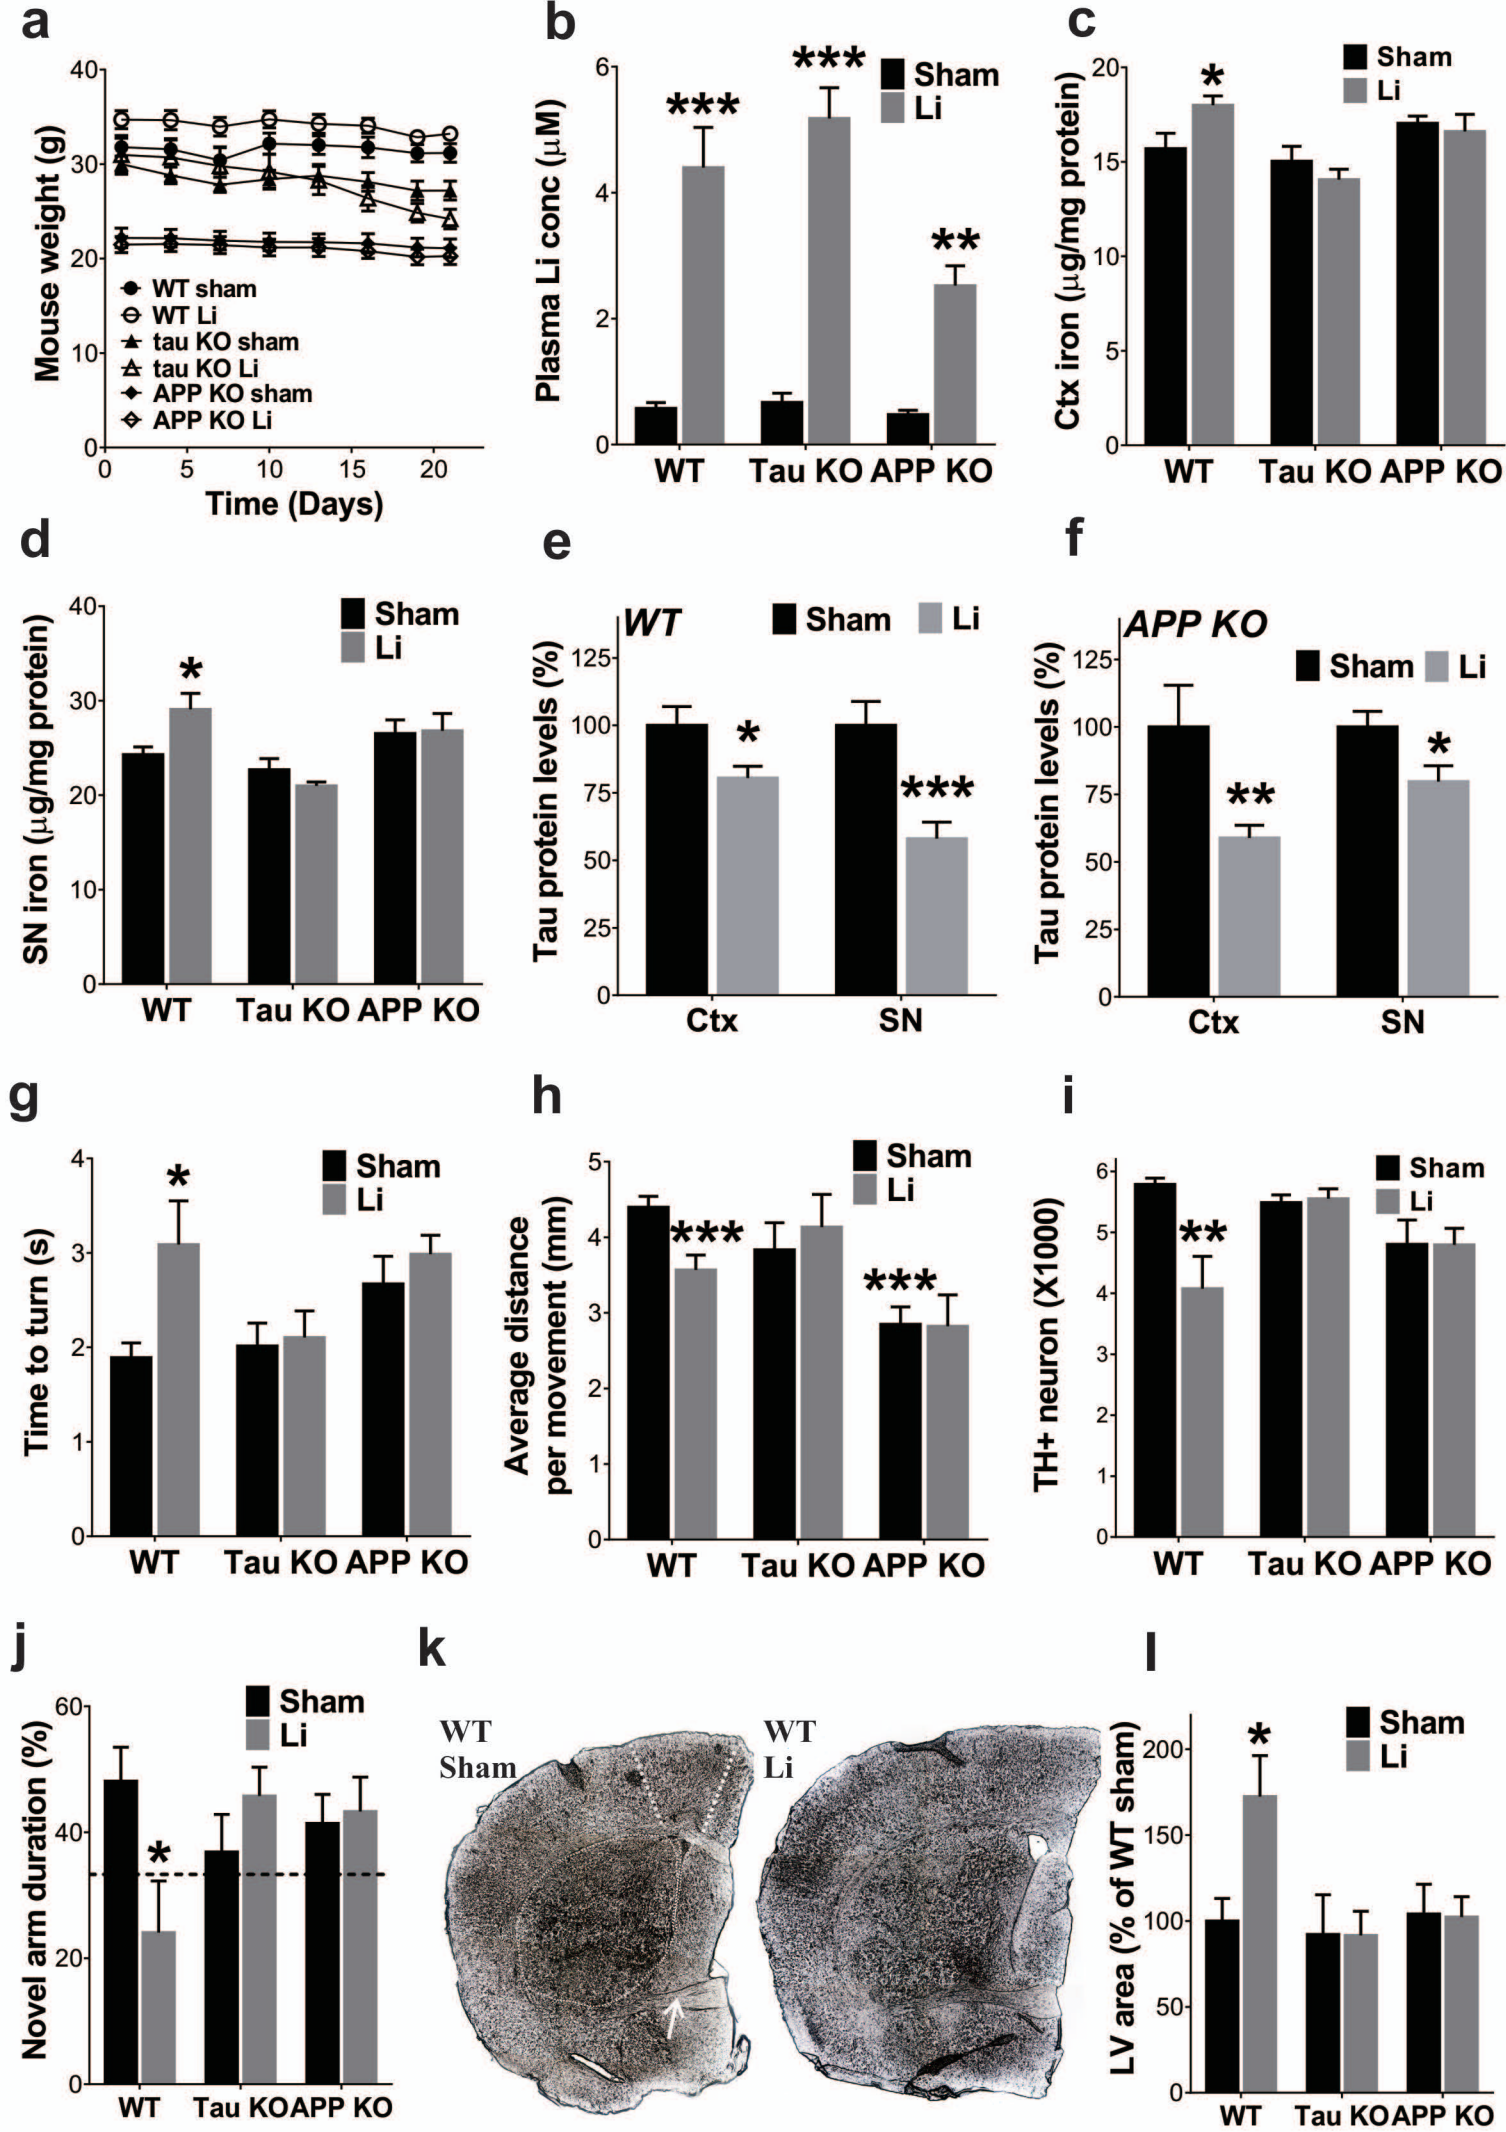 a
40
30
20
10
0
Mouse weight (g)
WT sham
WT Li
tau KO sham
tau KO Li
APP KO sham
APP KO Li
0 5 10 15 20
Time (Days)
b
6
4
2
0
Plasma Li conc (μM)
***
***
**
Sham
Li
WT Tau KO APP KO
c
20
15
10
5
0
Ctx iron (μg/mg protein)
*
Sham
Li
WT Tau KO APP KO
d
40
30
20
10
0
SN iron (μg/mg protein)
*
Sham
Li
WT Tau KO APP KO
e
WT
Sham Li
125
100
75
50
25
0
Tau protein levels (%)
*
***
Ctx SN
f
APP KO
Sham Li
125
100
75
50
25
0
Tau protein levels (%)
**
*
Ctx SN
g
4
3
2
1
0
Time to turn (s)
*
Sham
Li
WT Tau KO APP KO
h
5
4
3
2
1
0
Average distance
per movement (mm)
***
***
Sham
Li
WT Tau KO APP KO
i
6
5
4
3
2
1
0
TH+ neuron (X1000)
**
Sham
Li
WT Tau KO APP KO
j
60
40
20
0
Novel arm duration (%)
*
Sham
Li
WT Tau KO APP KO
k
WT
Sham
WT
Li
l
200
150
100
50
0
LV area (% of WT sham)
*
Sham
Li
WT Tau KO APP KO